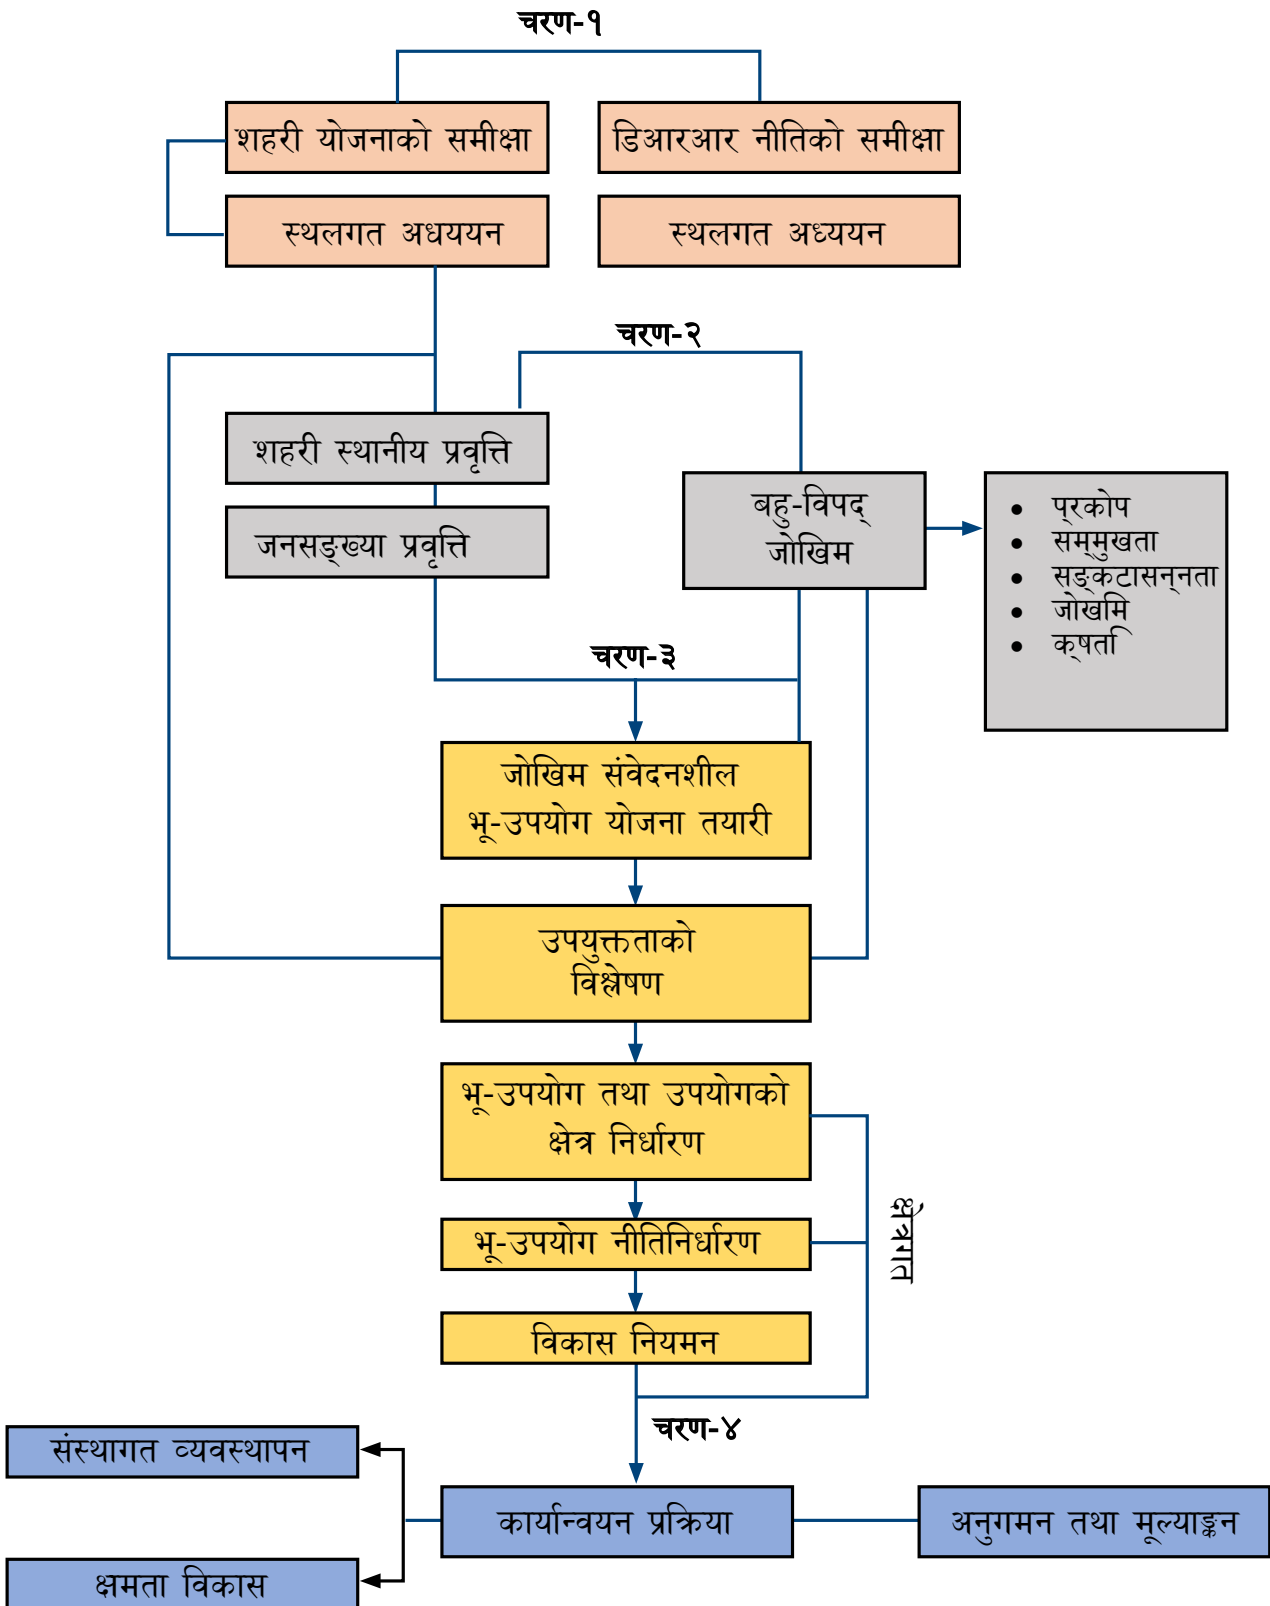 चरण-१
शहरी योजनाको समीक्षा
डिआरआर नीतिको समीक्षा
स्थलगत अधययन
स्थलगत अध्ययन
चरण-२
शहरी स्थानीय प्रवृत्ति
जनसङ्ख्या प्रवृत्ति
बहु-विपद्
जोखिम
• प्‌रकोप
• सम्‌मुखता
• सङ्‌कटासन्‌नता
• जोखमि
• क्‌षर्ता
चरण-३
जोखिम संवेदनशील
भू-उपयोग योजना तयारी
उपयुक्तताको
विश्लेषण
भू-उपयोग तथा उपयोगको
क्षेत्र निर्धारण
भू-उपयोग नीतिनिर्धारण
क्षेत्रगत
विकास नियमन
चरण-४
संस्थागत व्यवस्थापन
कार्यान्वयन प्रक्रिया
अनुगमन तथा मूल्याङ्कन
क्षमता विकास